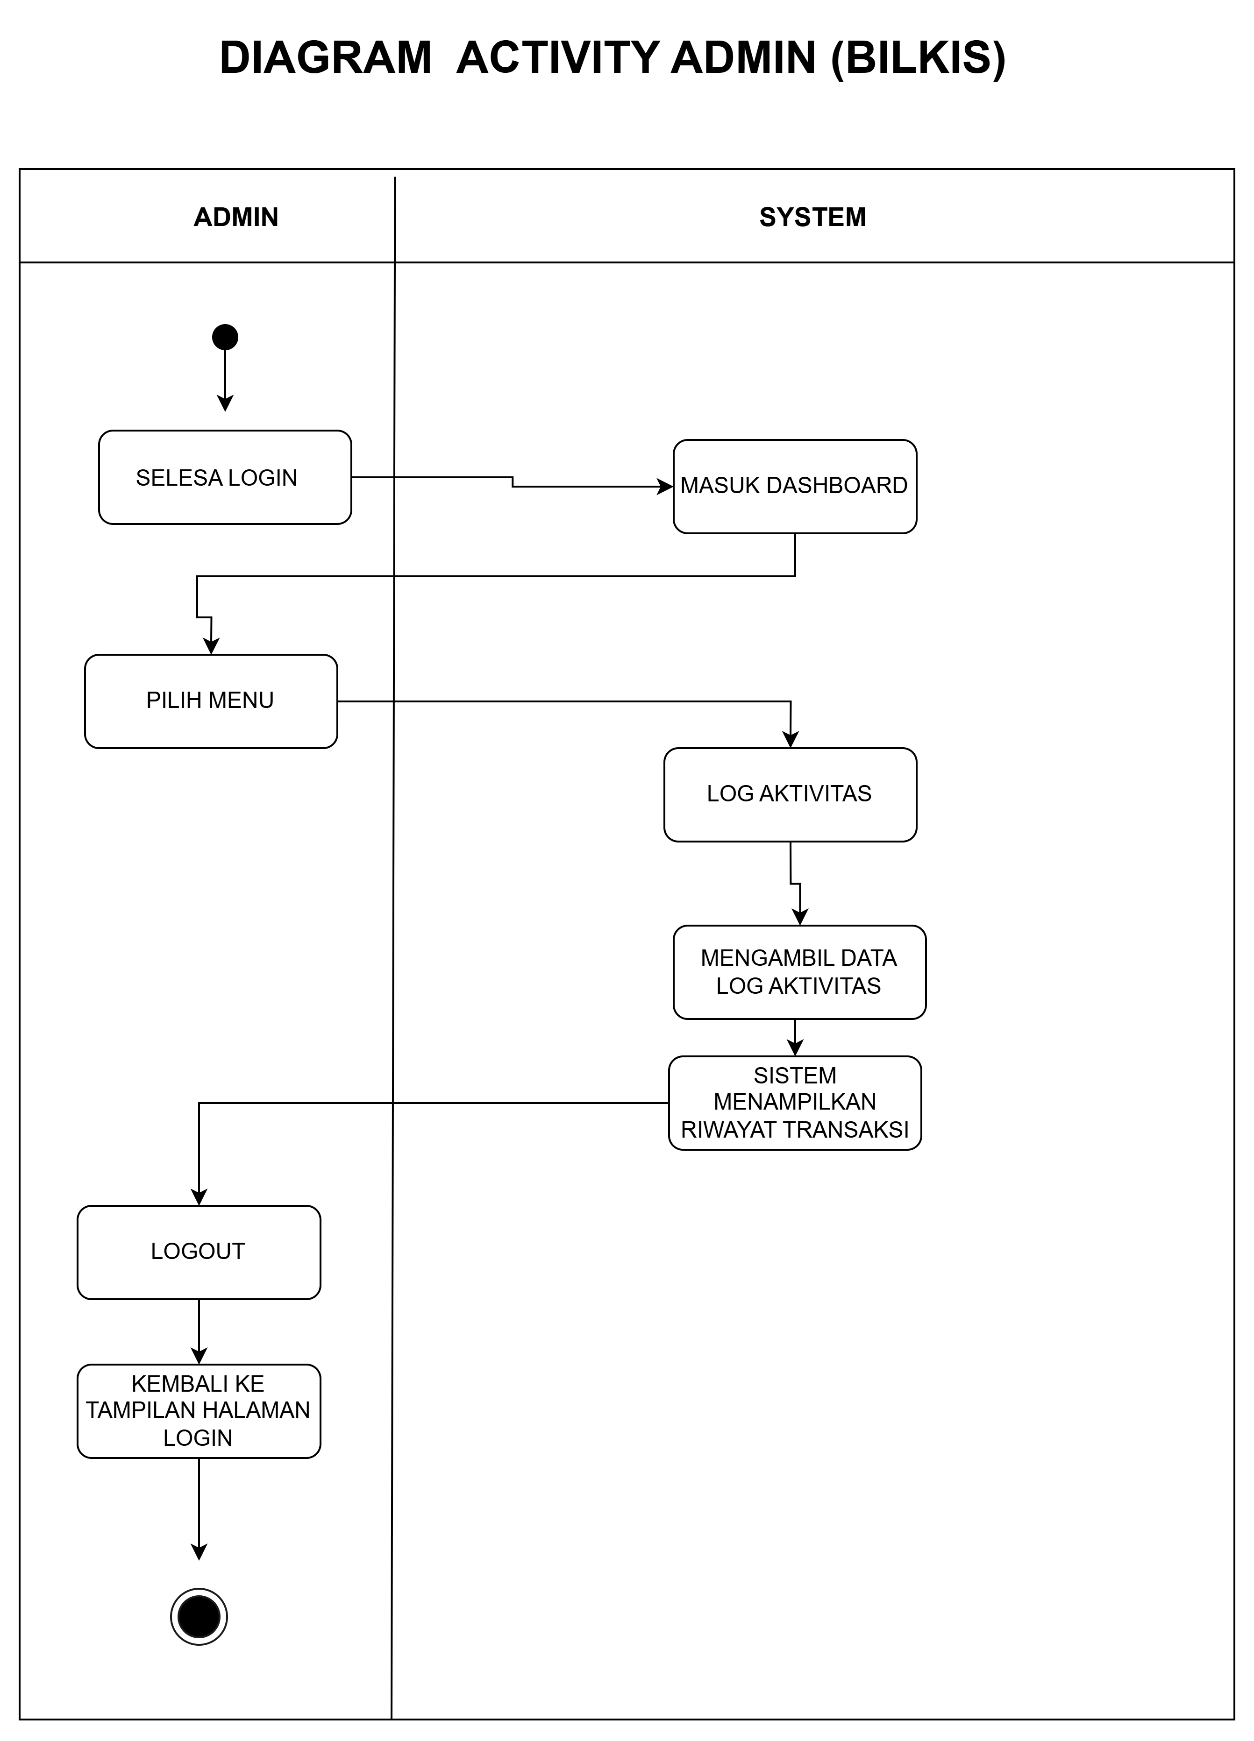 DIAGRAM  ACTIVITY ADMIN (BILKIS)
ADMIN
SYSTEM
SELESA LOGIN
MASUK DASHBOARD
PILIH MENU
LOG AKTIVITAS
MENGAMBIL DATA
LOG AKTIVITAS
SISTEM
MENAMPILKAN
RIWAYAT TRANSAKSI
LOGOUT
KEMBALI KE
TAMPILAN HALAMAN
LOGIN